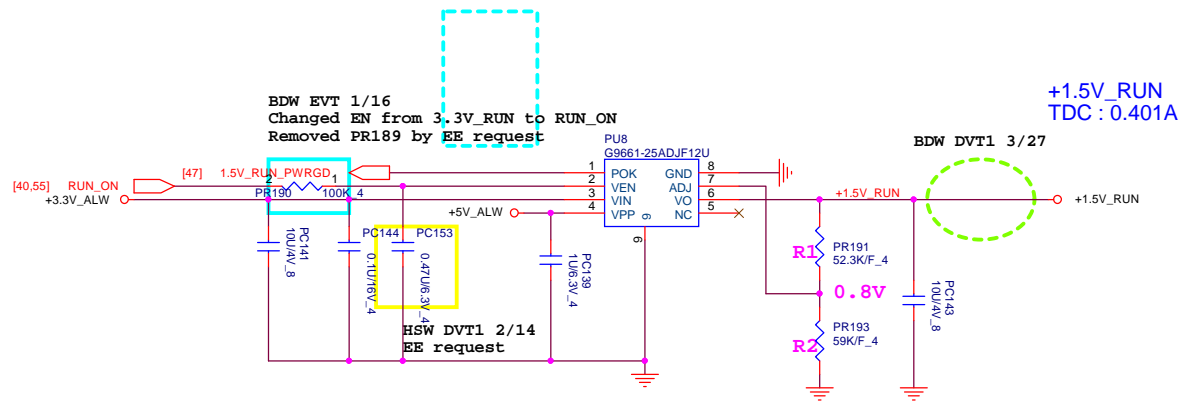 +1.5V_RUN
TDC : 0.401A
BDW EVT 1/16
Changed EN from 3.3V_RUN to RUN_ON
Removed PR189 by EE request
BDW DVT1 3/27
PU8
G9661-25ADJF12U
[47] 1.5V_RUN_PWRGD
1 POK GND 8
[40,55] RUN_ON
2 1
PR190 100K_4
2 VEN ADJ 7
+3.3V_ALW
3 VIN VO 6
+1.5V_RUN
+1.5V_RUN
+5V_ALW
4 VPP NC 5
9
9
PC141
10U/4V_8
PC144
0.1U/16V_4
PC153
0.47U/6.3V_4
PC139
1U/6.3V_4
R1
PR191
52.3K/F_4
0.8V
PC143
10U/4V_8
R2
PR193
59K/F_4
HSW DVT1 2/14
EE request